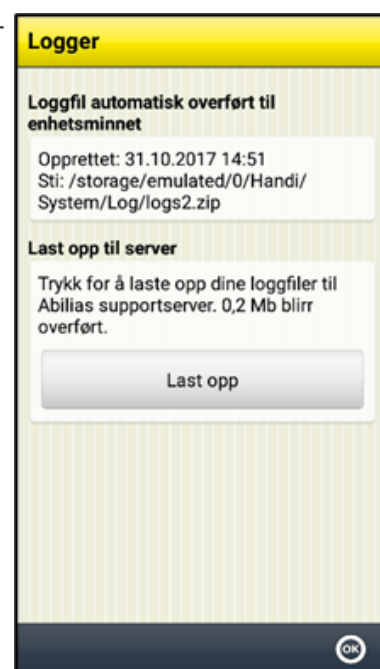 Logger
Loggfil automatisk overført til
enhetsminnet
Opprettet: 31.10.2017 14:51
Sti: /storage/emulated/0/Handi/
System/Log/logs2.zip
Last opp til server
Trykk for å laste opp dine loggfiler til
Abilias supportserver. 0,2 Mb blirr
overført.
Last opp
OK